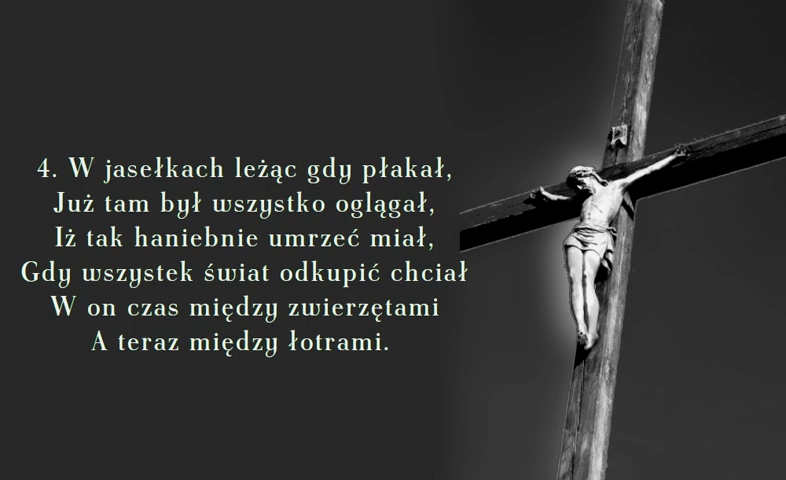 4. W jasełkach leżąc gdy płakał,
Już tam był wszystko oglągał,
Iż tak haniebnie umrzeć miał,
Gdy wszystek świat odkupić chciał
W on czas między zwierzętami
A teraz między łotrami.